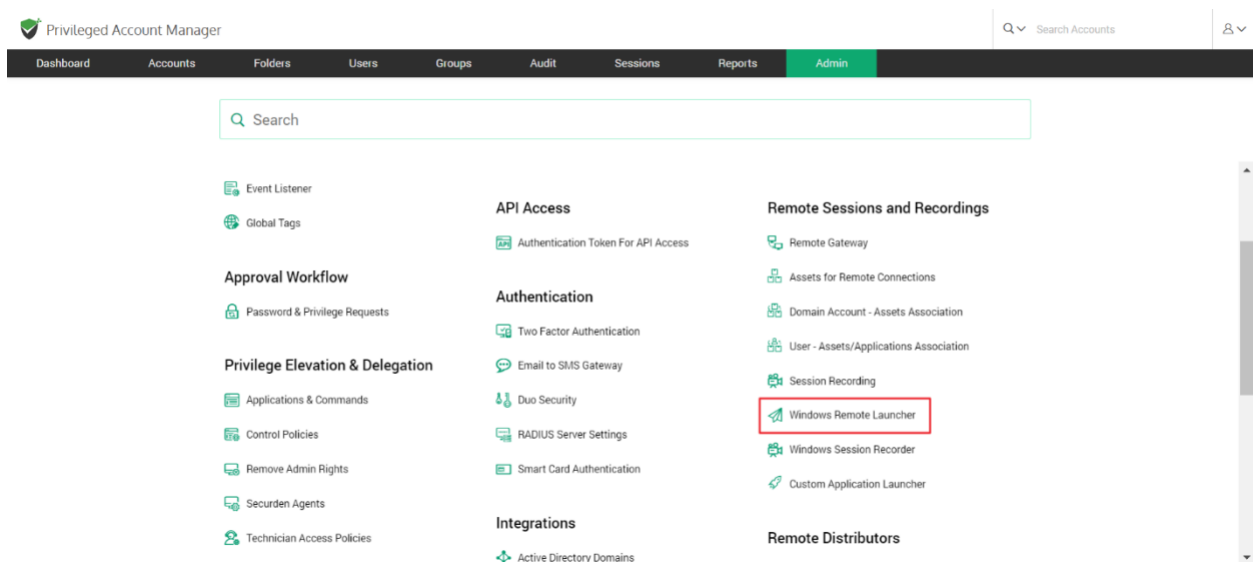 Privileged Account Manager
Search Accounts
Dashboard Accounts Folders Users Groups Audit Sessions Reports Admin
Search
Event Listener
Global Tags
Approval Workflow
Password & Privilege Requests
Privilege Elevation & Delegation
Applications & Commands
Control Policies
Remove Admin Rights
Securden Agents
Technician Access Policies
API Access
Authentication Token For API Access
Authentication
Two Factor Authentication
Email to SMS Gateway
Duo Security
RADIUS Server Settings
Smart Card Authentication
Integrations
Active Directory Domains
Remote Sessions and Recordings
Remote Gateway
Assets for Remote Connections
Domain Account - Assets Association
User - Assets/Applications Association
Session Recording
Windows Remote Launcher
Windows Session Recorder
Custom Application Launcher
Remote Distributors